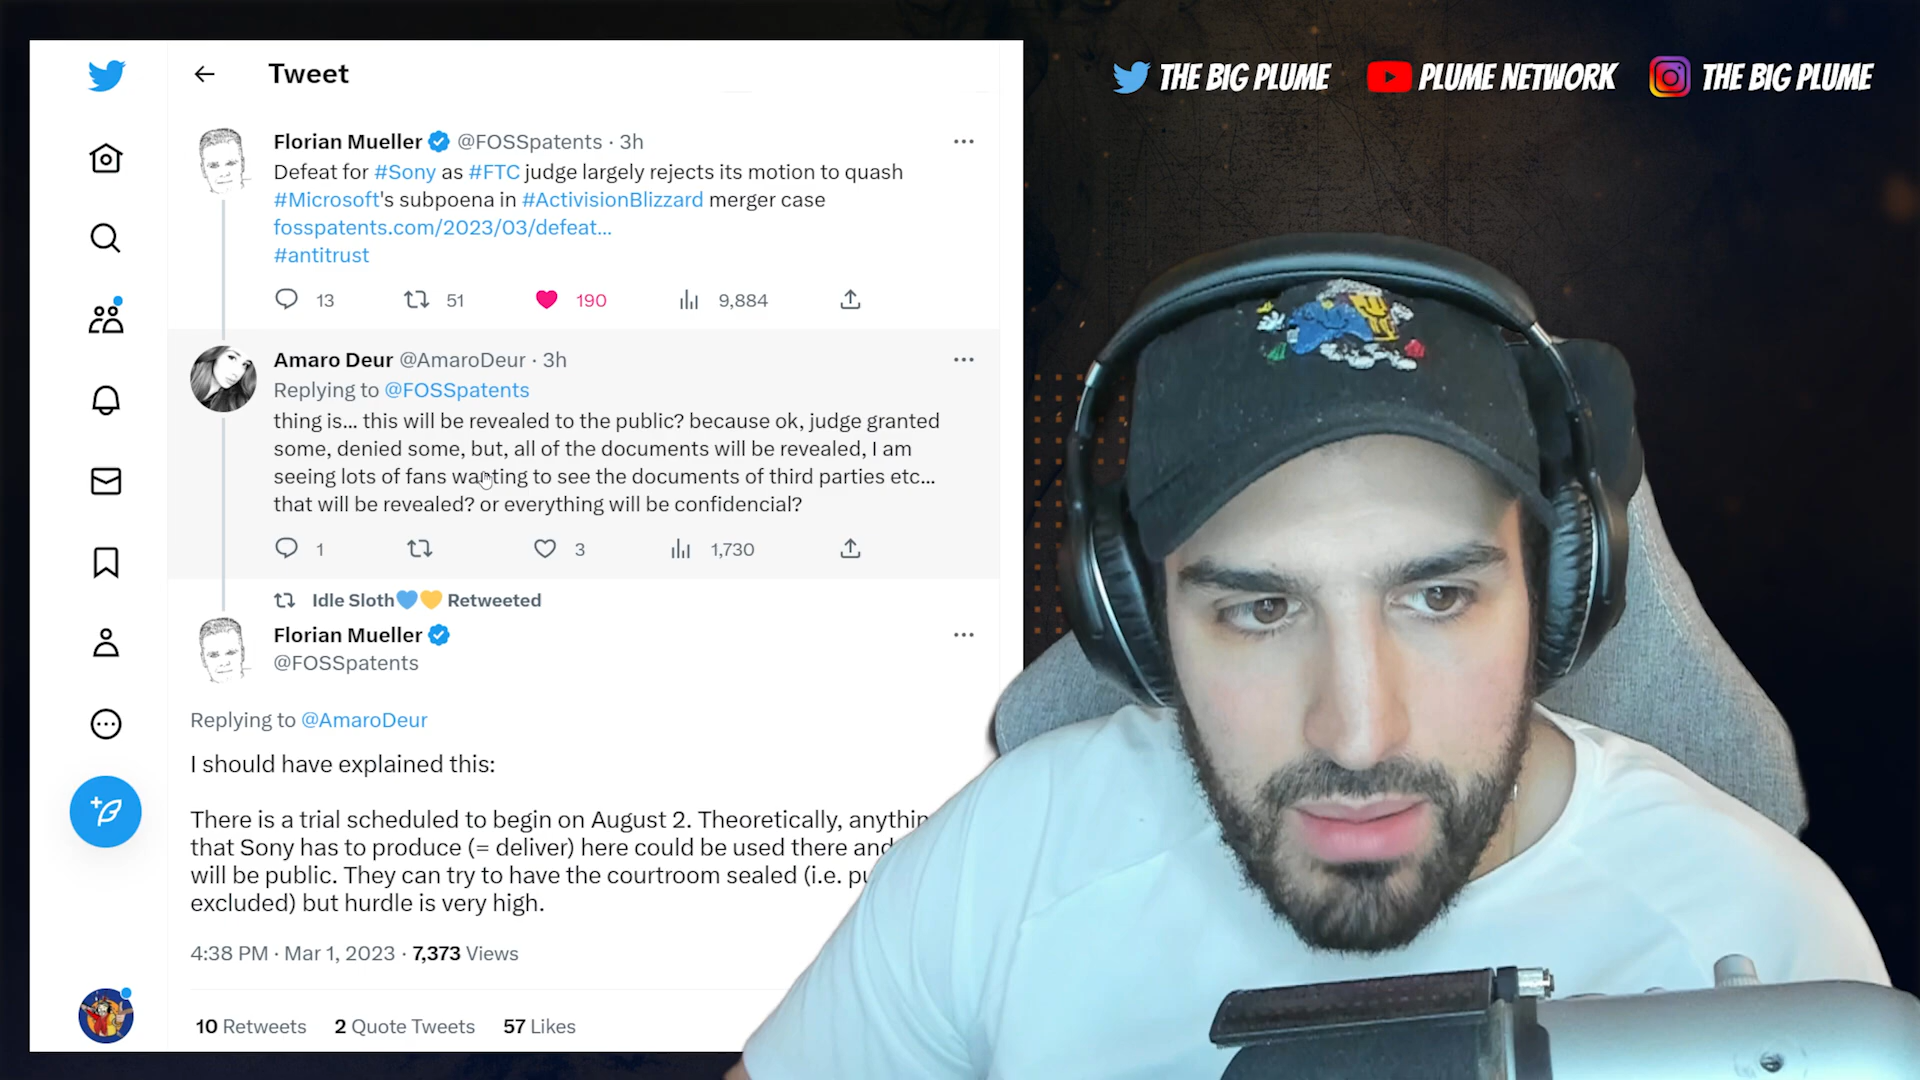 THE BIG PLUME
PLUME NETWORK
THE BIG PLUME
Tweet
Florian Mueller @FOSSpatents · 3h
Defeat for #Sony as #FTC judge largely rejects its motion to quash
#Microsoft's subpoena in #ActivisionBlizzard merger case
fosspatents.com/2023/03/defeat...
#antitrust
13 51 190 9,884
Amaro Deur @AmaroDeur · 3h
Replying to @FOSSpatents
thing is... this will be revealed to the public? because ok, judge granted
some, denied some, but, all of the documents will be revealed, I am
seeing lots of fans wanting to see the documents of third parties etc...
that will be revealed? or everything will be confidencial?
1 3 1,730
Idle Sloth💙💛 Retweeted
Florian Mueller
@FOSSpatents
Replying to @AmaroDeur
I should have explained this:
There is a trial scheduled to begin on August 2. Theoretically,
that Sony has to produce (= deliver) here could be used there and
will be public. They can try to have the courtroom sealed (i.e.
excluded) but hurdle is very high.
4:38 PM · Mar 1, 2023 · 7,373 Views
10 Retweets 2 Quote Tweets 57 Likes